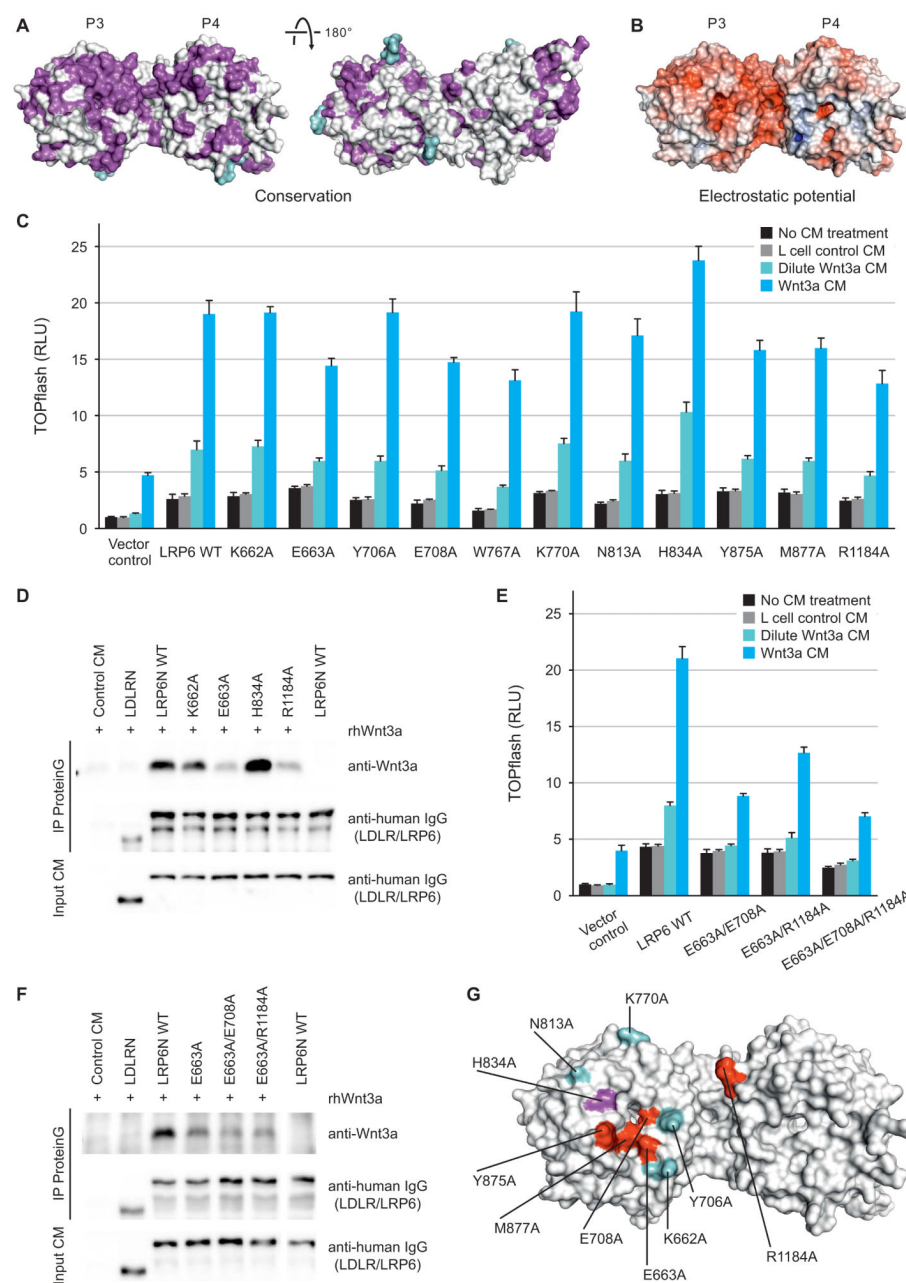 A
P3
P4
180°
Conservation
B
P3
P4
Electrostatic potential
C
No CM treatment
L cell control CM
Dilute Wnt3a CM
Wnt3a CM
TOPflash (RLU)
25
20
15
10
5
0
Vector control
LRP6 WT
K662A
E663A
Y706A
E708A
W767A
K770A
N813A
H834A
Y875A
M877A
R1184A
D
Control CM
LDLRN
LRP6N WT
K662A
E663A
H834A
R1184A
LRP6N WT
+ + + + + + + rhWnt3a
IP ProteinG
anti-Wnt3a
anti-human IgG
(LDLR/LRP6)
Input CM
anti-human IgG
(LDLR/LRP6)
E
No CM treatment
L cell control CM
Dilute Wnt3a CM
Wnt3a CM
TOPflash (RLU)
25
20
15
10
5
0
Vector control
LRP6 WT
E663A/E708A
E663A/R1184A
E663A/E708A/R1184A
F
Control CM
LDLRN
LRP6N WT
E663A
E663A/E708A
E663A/R1184A
LRP6N WT
+ + + + + + rhWnt3a
IP ProteinG
anti-Wnt3a
anti-human IgG
(LDLR/LRP6)
Input CM
anti-human IgG
(LDLR/LRP6)
G
K770A
N813A
H834A
Y875A
M877A
E708A
E663A
K662A
Y706A
R1184A